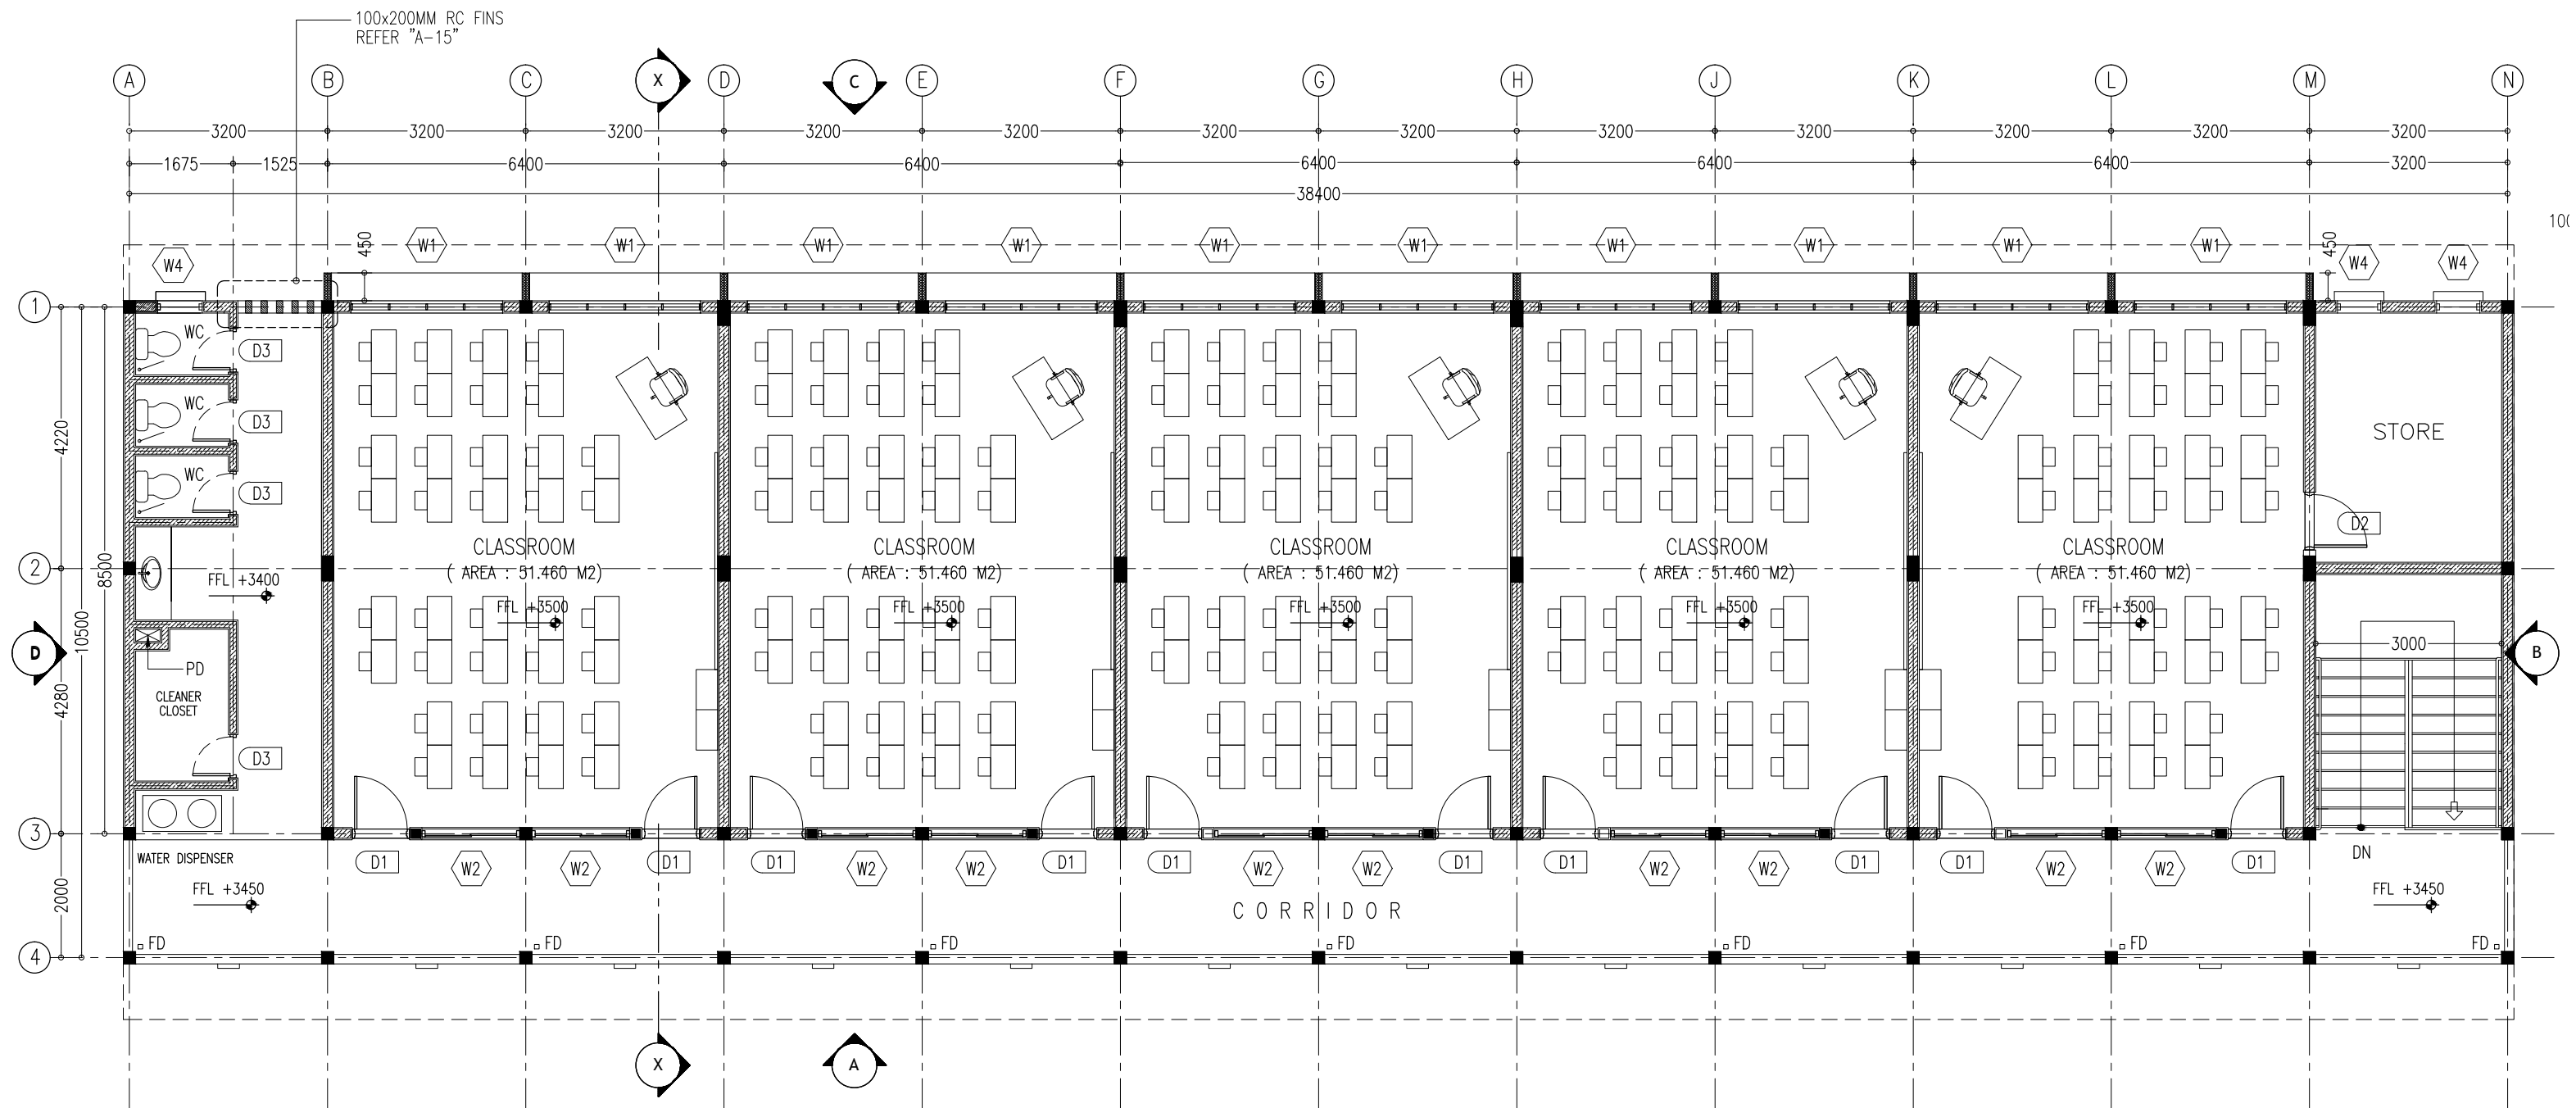 100x200MM RC FINS
REFER "A-15"
A B C X D C E F G H J K L M N
3200 3200 3200 3200 3200 3200 3200 3200 3200 3200 3200 3200
1675 1525 6400 6400 6400 6400 6400 3200
38400
100
W4 450 W1 W1 W1 W1 W1 W1 W1 W1 W1 W1 450 W4 W4
1
WC D3
WC D3
4220
STORE
WC D3
D2
8500
CLASSROOM CLASSROOM CLASSROOM CLASSROOM CLASSROOM
2
( AREA : 51.460 M2) ( AREA : 51.460 M2) ( AREA : 51.460 M2) ( AREA : 51.460 M2) ( AREA : 51.460 M2)
FFL +3400
FFL +3500 FFL +3500 FFL +3500 FFL +3500 FFL +3500
10500
3000
D B
PD
4280
CLEANER
CLOSET
D3
3
WATER DISPENSER
D1 W2 W2 D1 D1 W2 W2 D1 D1 W2 W2 D1 D1 W2 W2 D1 D1 W2 W2 D1
DN
2000
FFL +3450 FFL +3450
CORRIDOR
FD FD FD FD FD FD FD
4
X A